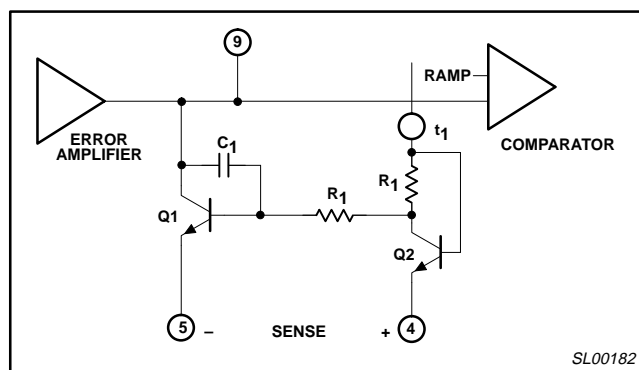 9
RAMP
ERROR
AMPLIFIER
t1
COMPARATOR
C1
R1
R1
Q1
Q2
5 – SENSE + 4
SL00182